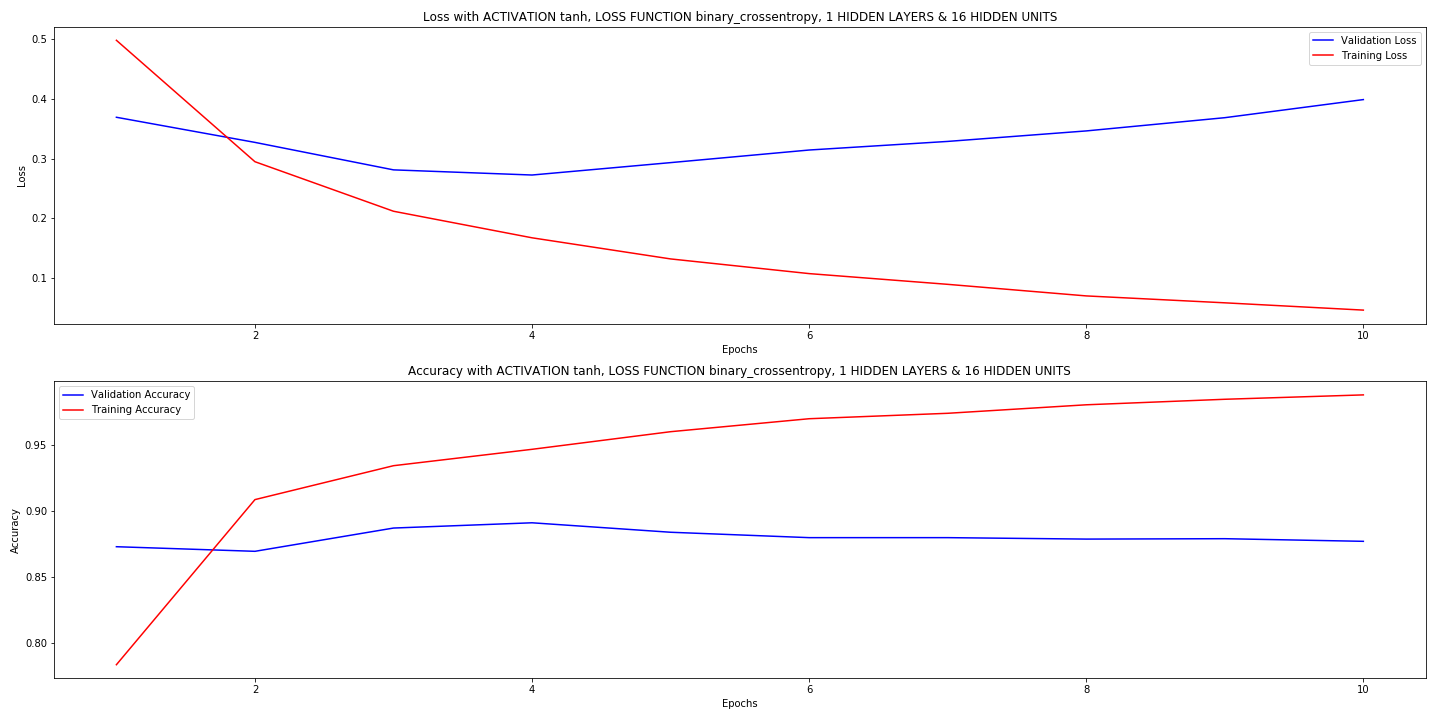 Loss with ACTIVATION tanh, LOSS FUNCTION binary_crossentropy, 1 HIDDEN LAYERS & 16 HIDDEN UNITS
Validation Loss
Training Loss
0.5
0.4
0.3
0.2
0.1
Loss
2 4 6 8 10
Epochs
Accuracy with ACTIVATION tanh, LOSS FUNCTION binary_crossentropy, 1 HIDDEN LAYERS & 16 HIDDEN UNITS
Validation Accuracy
Training Accuracy
0.95
0.90
0.85
0.80
Accuracy
2 4 6 8 10
Epochs